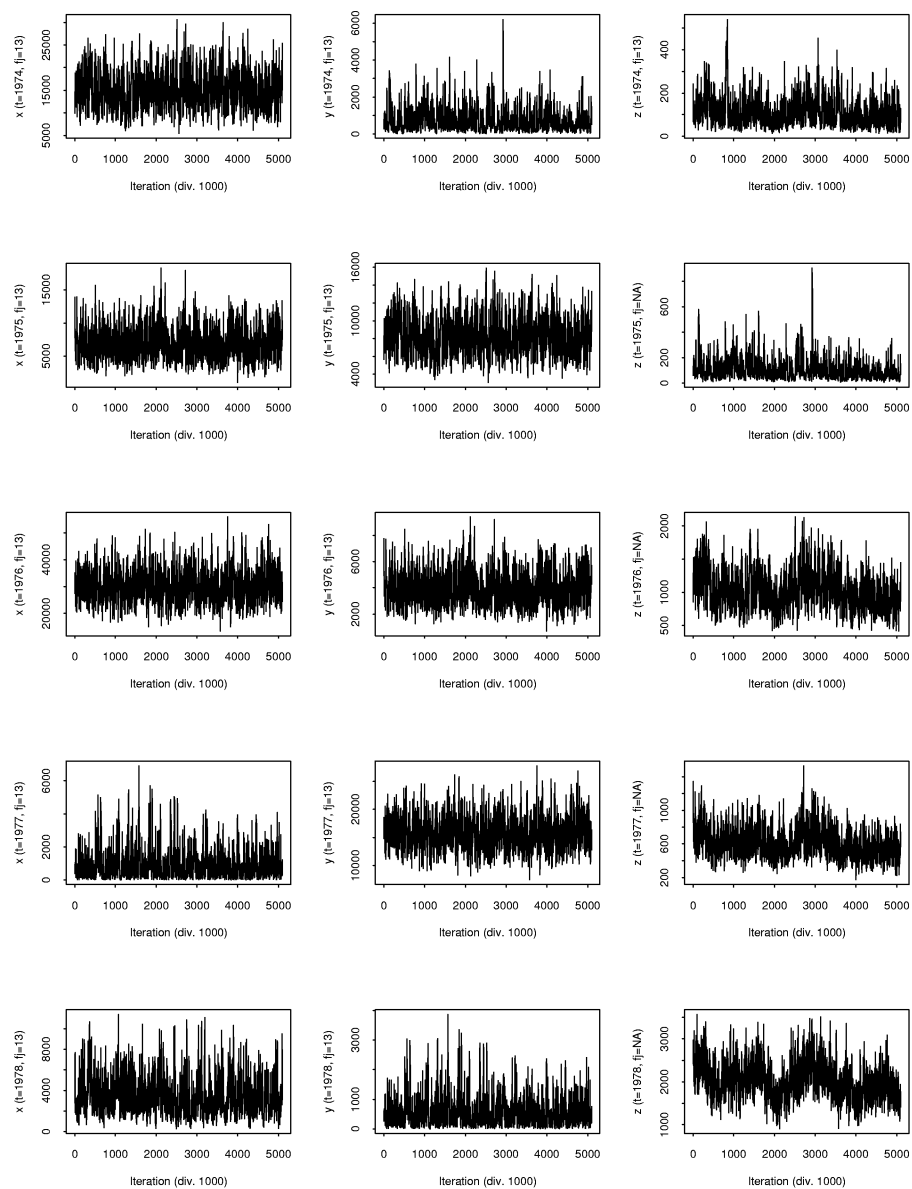 x (t=1974, fj=13)
5000 15000 25000
0 1000 2000 3000 4000 5000
Iteration (div. 1000)
y (t=1974, fj=13)
0 2000 4000 6000
0 1000 2000 3000 4000 5000
Iteration (div. 1000)
z (t=1974, fj=13)
0 200 400
0 1000 2000 3000 4000 5000
Iteration (div. 1000)
x (t=1975, fj=13)
5000 15000
0 1000 2000 3000 4000 5000
Iteration (div. 1000)
y (t=1975, fj=13)
4000 10000 16000
0 1000 2000 3000 4000 5000
Iteration (div. 1000)
z (t=1975, fj=NA)
0 200 600
0 1000 2000 3000 4000 5000
Iteration (div. 1000)
x (t=1976, fj=13)
20000 40000
0 1000 2000 3000 4000 5000
Iteration (div. 1000)
y (t=1976, fj=13)
2000 6000
0 1000 2000 3000 4000 5000
Iteration (div. 1000)
z (t=1976, fj=NA)
500 1000 2000
0 1000 2000 3000 4000 5000
Iteration (div. 1000)
x (t=1977, fj=13)
0 2000 6000
0 1000 2000 3000 4000 5000
Iteration (div. 1000)
y (t=1977, fj=13)
10000 20000
0 1000 2000 3000 4000 5000
Iteration (div. 1000)
z (t=1977, fj=NA)
200 600 1000
0 1000 2000 3000 4000 5000
Iteration (div. 1000)
x (t=1978, fj=13)
0 4000 8000
0 1000 2000 3000 4000 5000
Iteration (div. 1000)
y (t=1978, fj=13)
0 1000 3000
0 1000 2000 3000 4000 5000
Iteration (div. 1000)
z (t=1978, fj=NA)
1000 2000 3000
0 1000 2000 3000 4000 5000
Iteration (div. 1000)